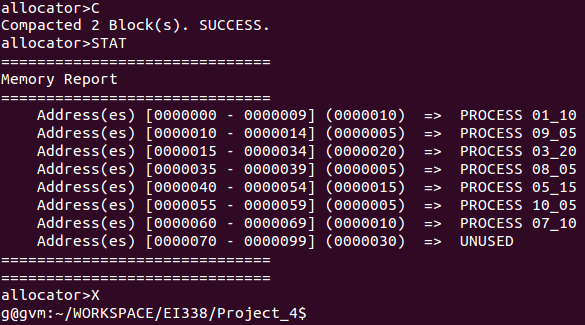 allocator>C
Compacted 2 Block(s). SUCCESS.
allocator>STAT
==============================
Memory Report
==============================
    Address(es) [0000000 - 0000009] (0000010)  =>  PROCESS 01_10
    Address(es) [0000010 - 0000014] (0000005)  =>  PROCESS 09_05
    Address(es) [0000015 - 0000034] (0000020)  =>  PROCESS 03_20
    Address(es) [0000035 - 0000039] (0000005)  =>  PROCESS 08_05
    Address(es) [0000040 - 0000054] (0000015)  =>  PROCESS 05_15
    Address(es) [0000055 - 0000059] (0000005)  =>  PROCESS 10_05
    Address(es) [0000060 - 0000069] (0000010)  =>  PROCESS 07_10
    Address(es) [0000070 - 0000099] (0000030)  =>  UNUSED
==============================
==============================
allocator>X
g@gvm:~/WORKSPACE/EI338/Project_4$